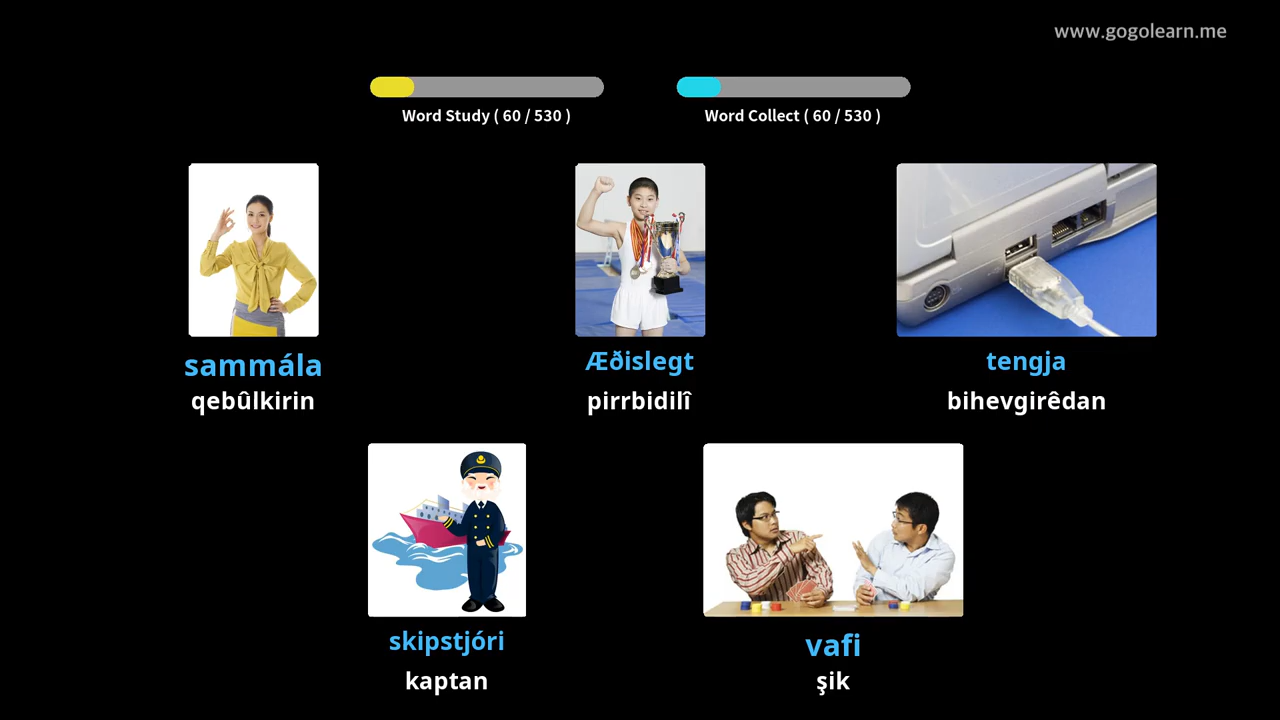 www.gogolearn.me
Word Study ( 60 / 530 )
Word Collect ( 60 / 530 )
sammála
qebûlkirin
Æðislegt
pirrbidilî
tengja
bihevgirêdan
skipstjóri
kaptan
vafi
şik